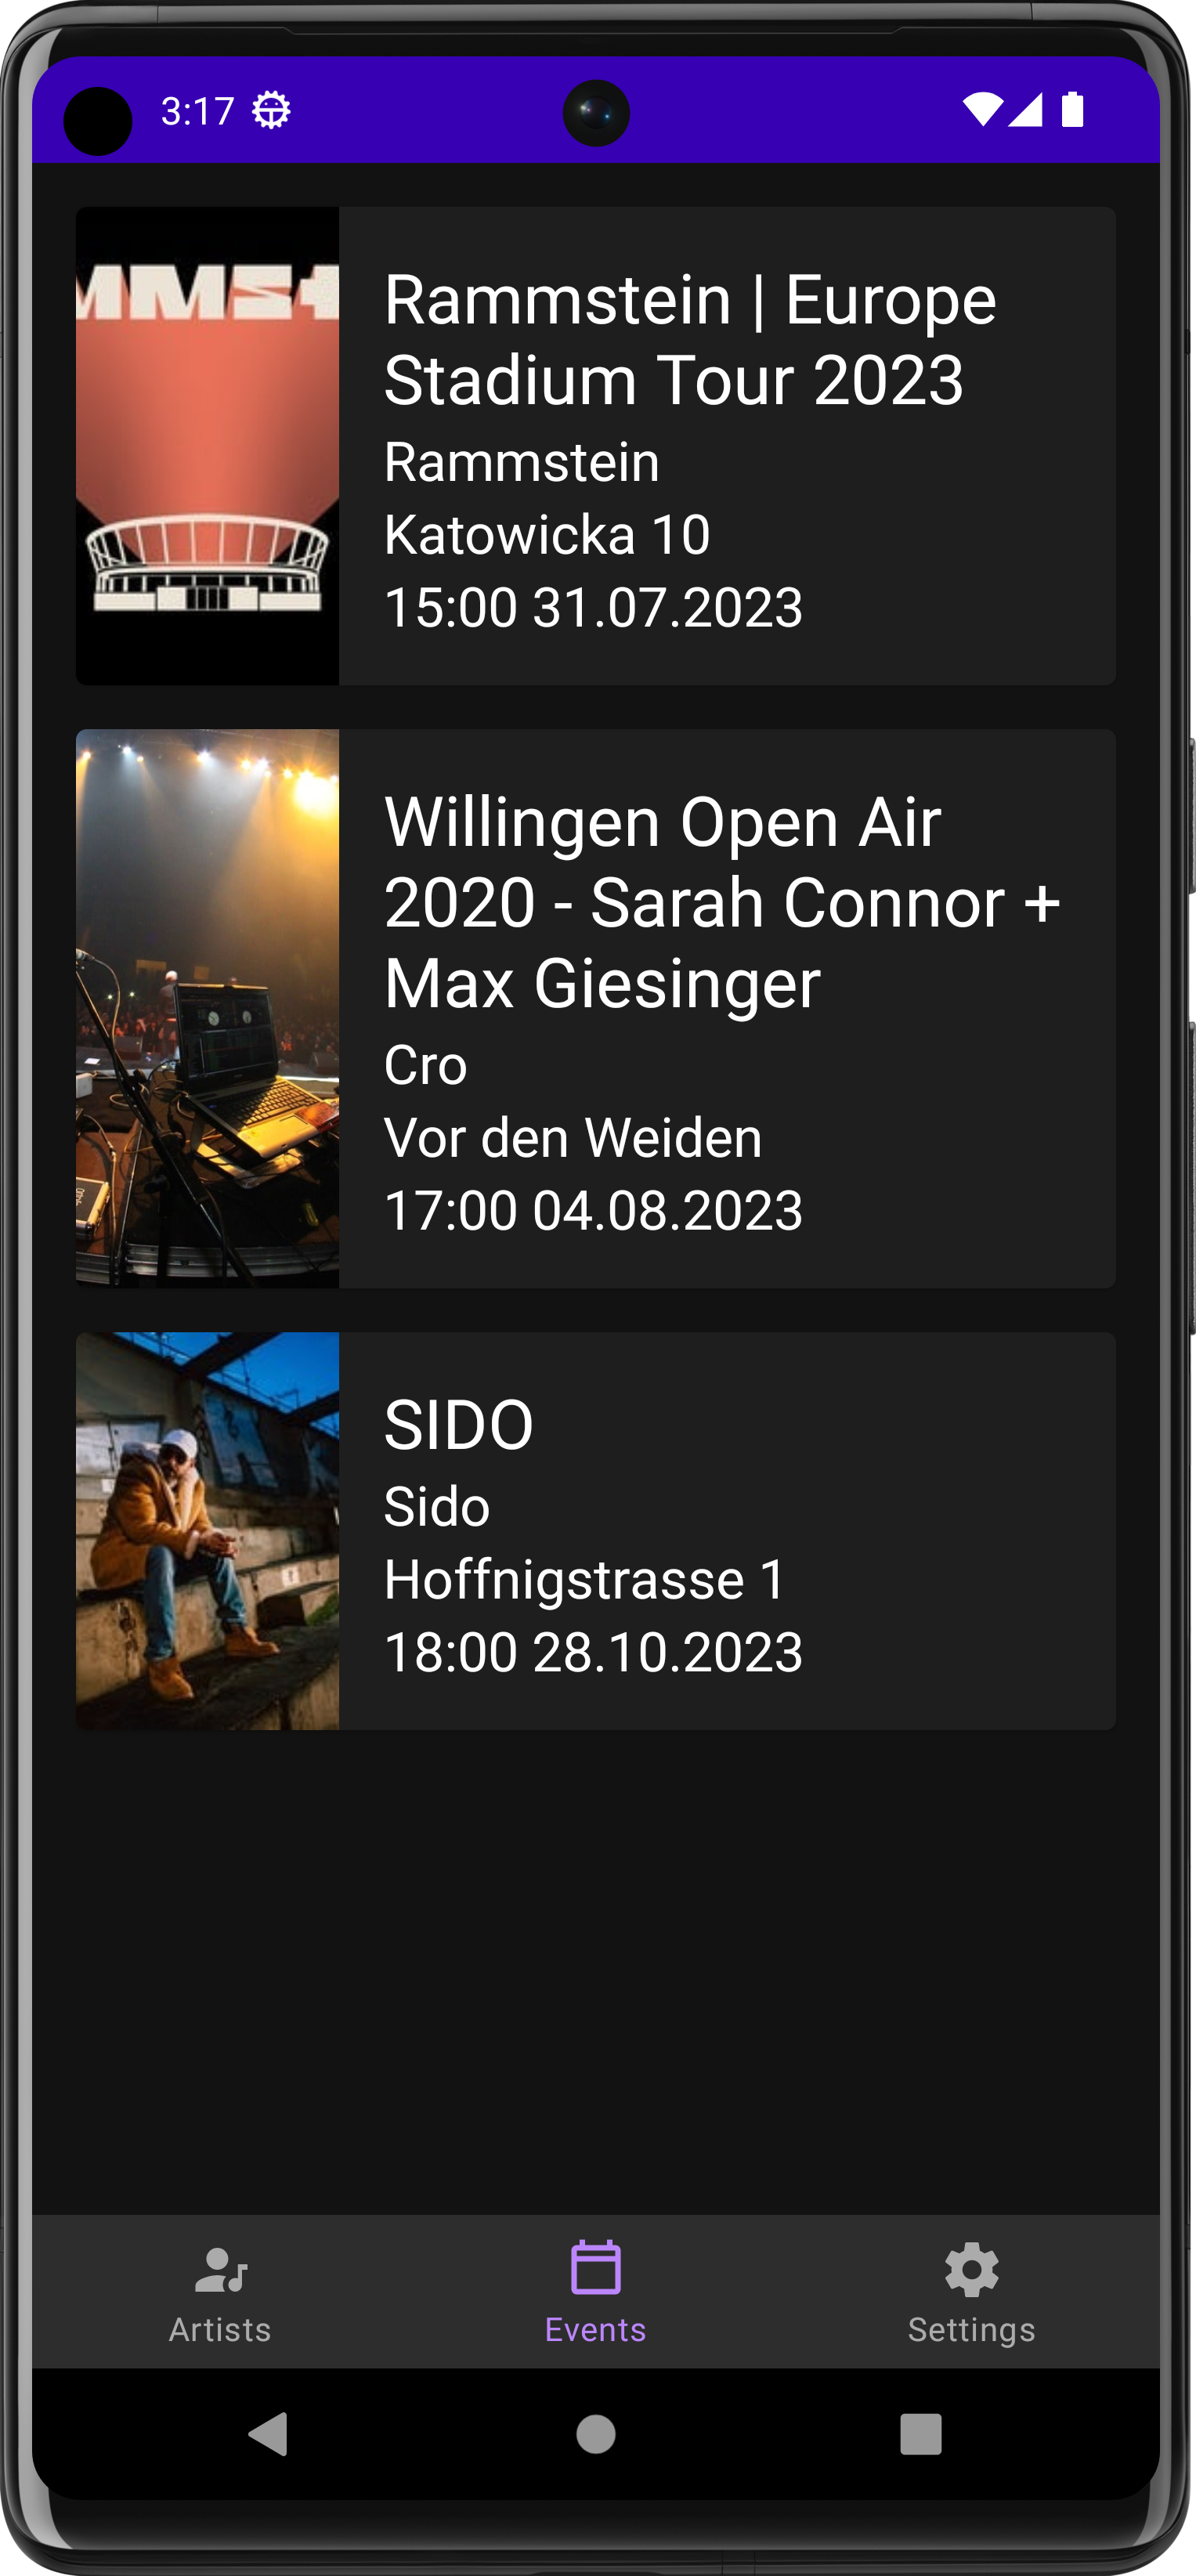 3:17
MMSt
Rammstein | Europe
Stadium Tour 2023
Rammstein
Katowicka 10
15:00 31.07.2023
Willingen Open Air
2020 - Sarah Connor +
Max Giesinger
Cro
Vor den Weiden
17:00 04.08.2023
SIDO
Sido
Hoffnigstrasse 1
18:00 28.10.2023
Artists
Events
Settings